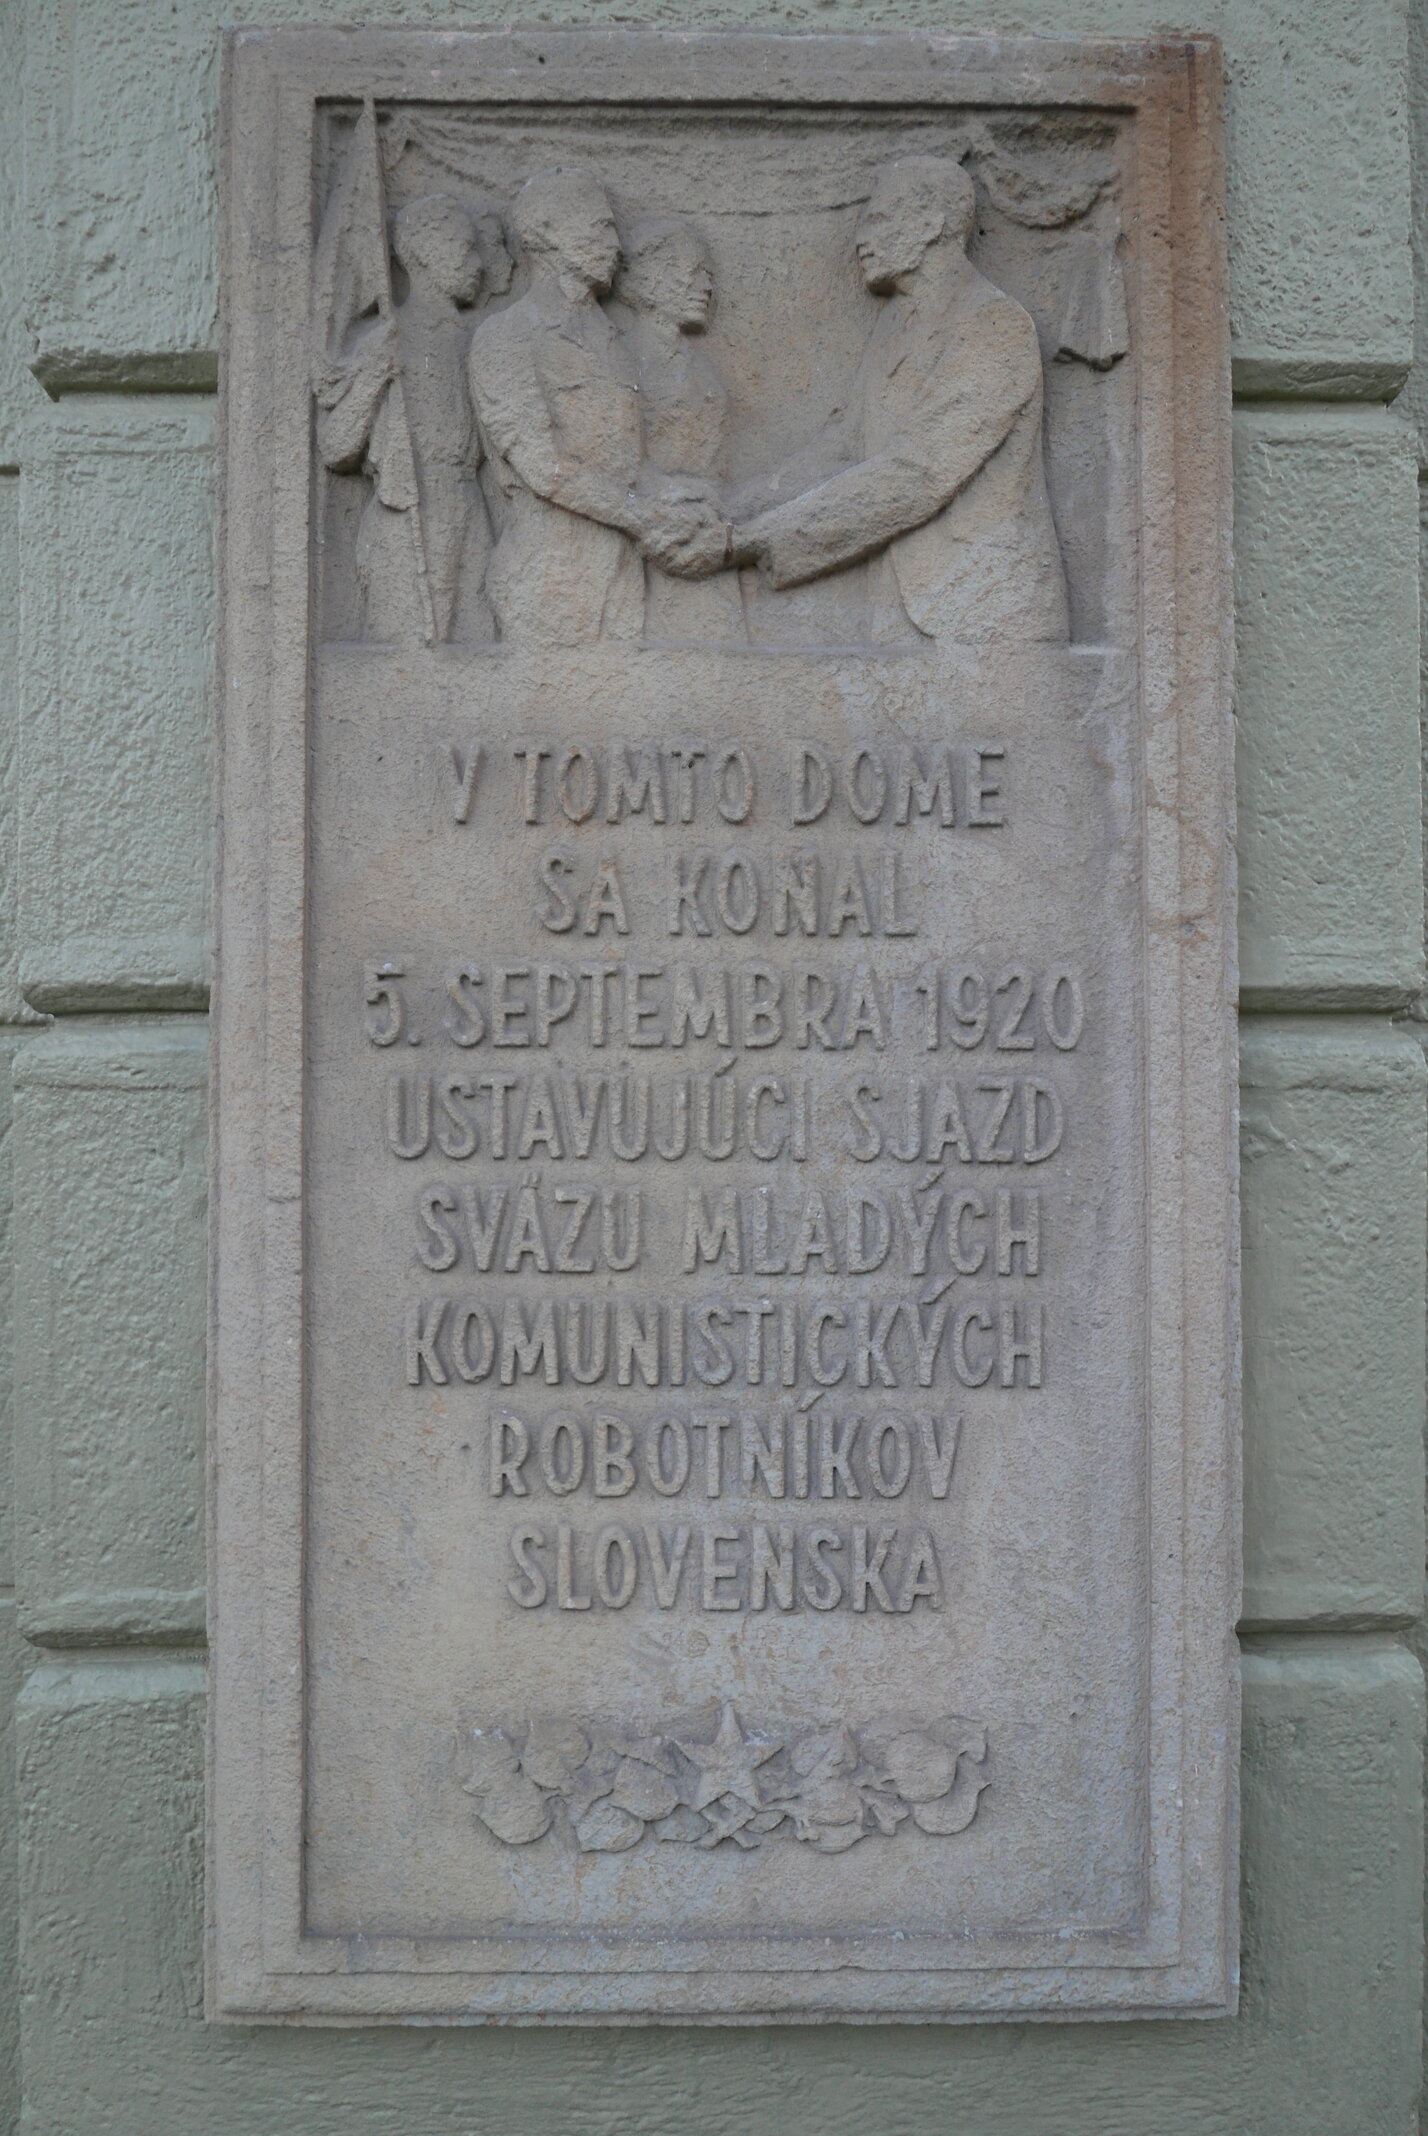 V TOMTO DOME
SA KONAL
5. SEPTEMBRA 1920
USTAVUJÚCI SJAZD
SVÄZU MLADÝCH
KOMUNISTICKÝCH
ROBOTNÍKOV
SLOVENSKA